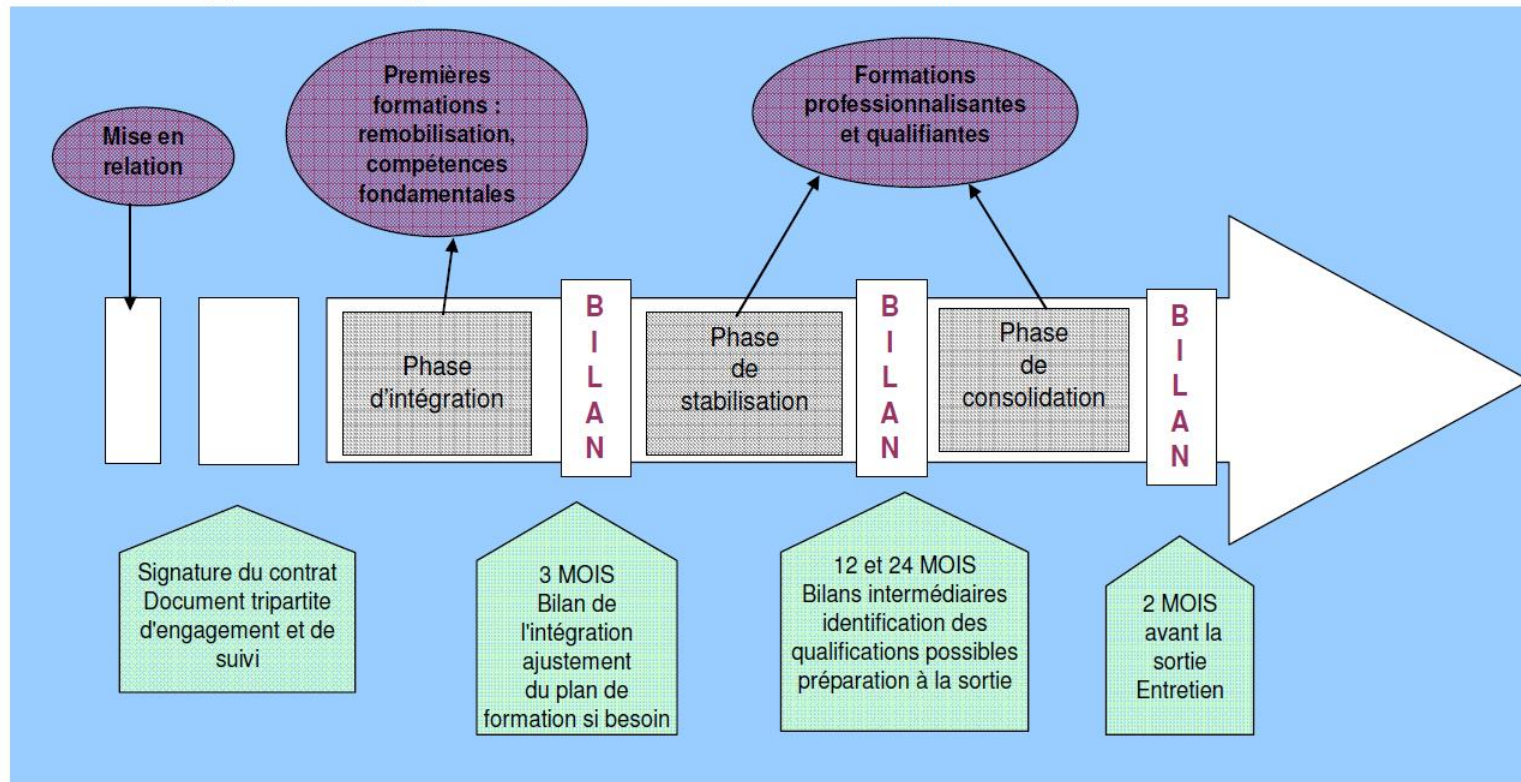 Mise en
relation
Premières
formations :
remobilisation,
compétences
fondamentales
Formations
professionnalisantes
et qualifiantes
Phase
d'intégration
B
I
L
A
N
Phase
de
stabilisation
B
I
L
A
N
Phase
de
consolidation
B
I
L
A
N
Signature du contrat
Document tripartite
d'engagement et de
suivi
3 MOIS
Bilan de
l'intégration
ajustement
du plan de
formation si besoin
12 et 24 MOIS
Bilans intermédiaires
identification des
qualifications possibles
préparation à la sortie
2 MOIS
avant la
sortie
Entretien